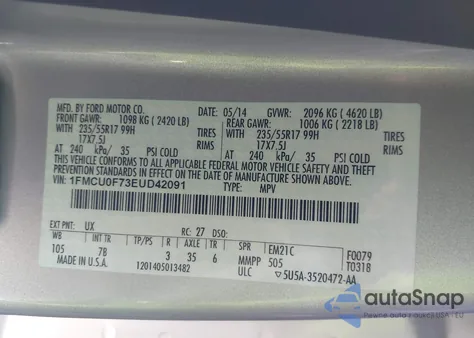 MFD. BY FORD MOTOR CO.
DATE: 05/14 GVWR: 2096 KG ( 4620 LB)
FRONT GAWR: 1098 KG ( 2420 LB) REAR GAWR: 1006 KG ( 2218 LB)
WITH 235/55R17 99H TIRES WITH 235/55R17 99H TIRES
17X7.5J RIMS 17X7.5J RIMS
AT 240 kPa/ 35 PSI COLD AT 240 kPa/ 35 PSI COLD
THIS VEHICLE CONFORMS TO ALL APPLICABLE FEDERAL MOTOR VEHICLE SAFETY, BUMPER, AND THEFT
PREVENTION STANDARDS IN EFFECT ON THE DATE OF MANUFACTURE SHOWN ABOVE.
VIN: 1FMCU0F73EUD42091 TYPE: MPV
EXT PNT: UX RC: 27 DSO:
WB INT TR TP/PS R AXLE TR SPR EM21C F0079
105 7B 3 35 6 MMPP 505 T0318
MADE IN U.S.A. 1201405013482 ULC 5U5A-3520472-AA
autoSnap